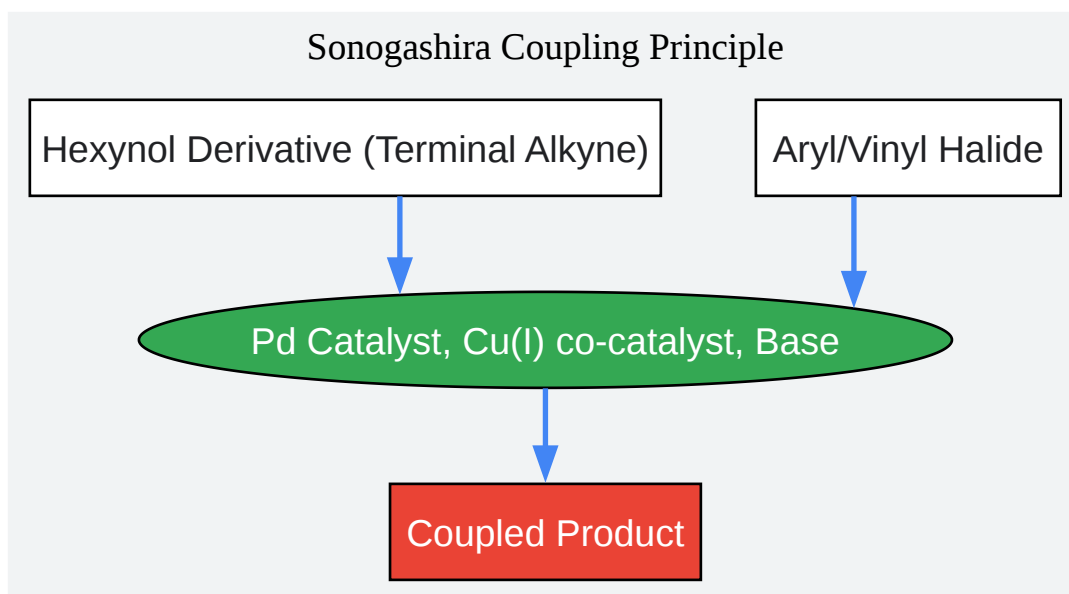 Sonogashira Coupling Principle
Hexynol Derivative (Terminal Alkyne)
Aryl/Vinyl Halide
Pd Catalyst, Cu(I) co-catalyst, Base
Coupled Product